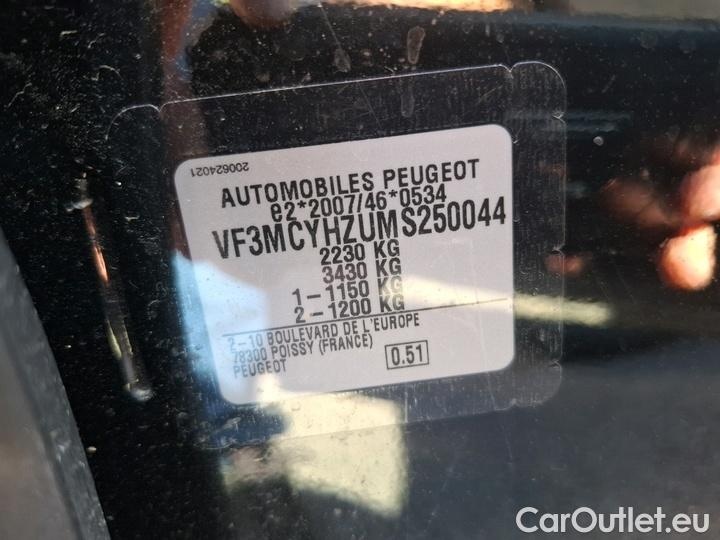 200624021
AUTOMOBILES PEUGEOT
e2*2007/46*0534
VF3MCYHZUMS250044
2230 KG
3430 KG
1-1150 KG
2-1200 KG
2-10 BOULEVARD DE L'EUROPE
78300 POISSY (FRANCE)
PEUGEOT
0.51
CarOutlet.eu